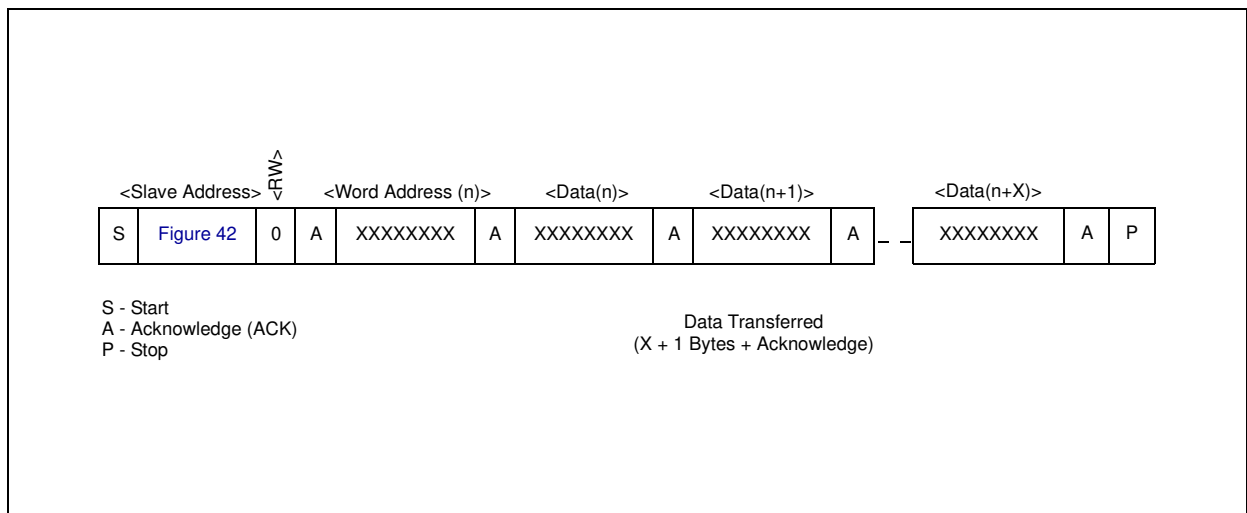 <Slave Address> <RW> <Word Address (n)> <Data(n)> <Data(n+1)> <Data(n+X)>
S Figure 42 0 A XXXXXXXX A XXXXXXXX A XXXXXXXX A XXXXXXXX A P
S - Start
A - Acknowledge (ACK)
P - Stop
Data Transferred
(X + 1 Bytes + Acknowledge)